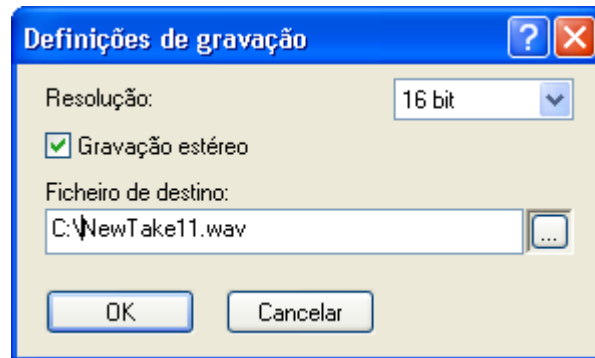 Definições de gravação
Resolução: 16 bit
Gravação estéreo
Ficheiro de destino:
C:\NewTake11.wav ...
OK Cancelar